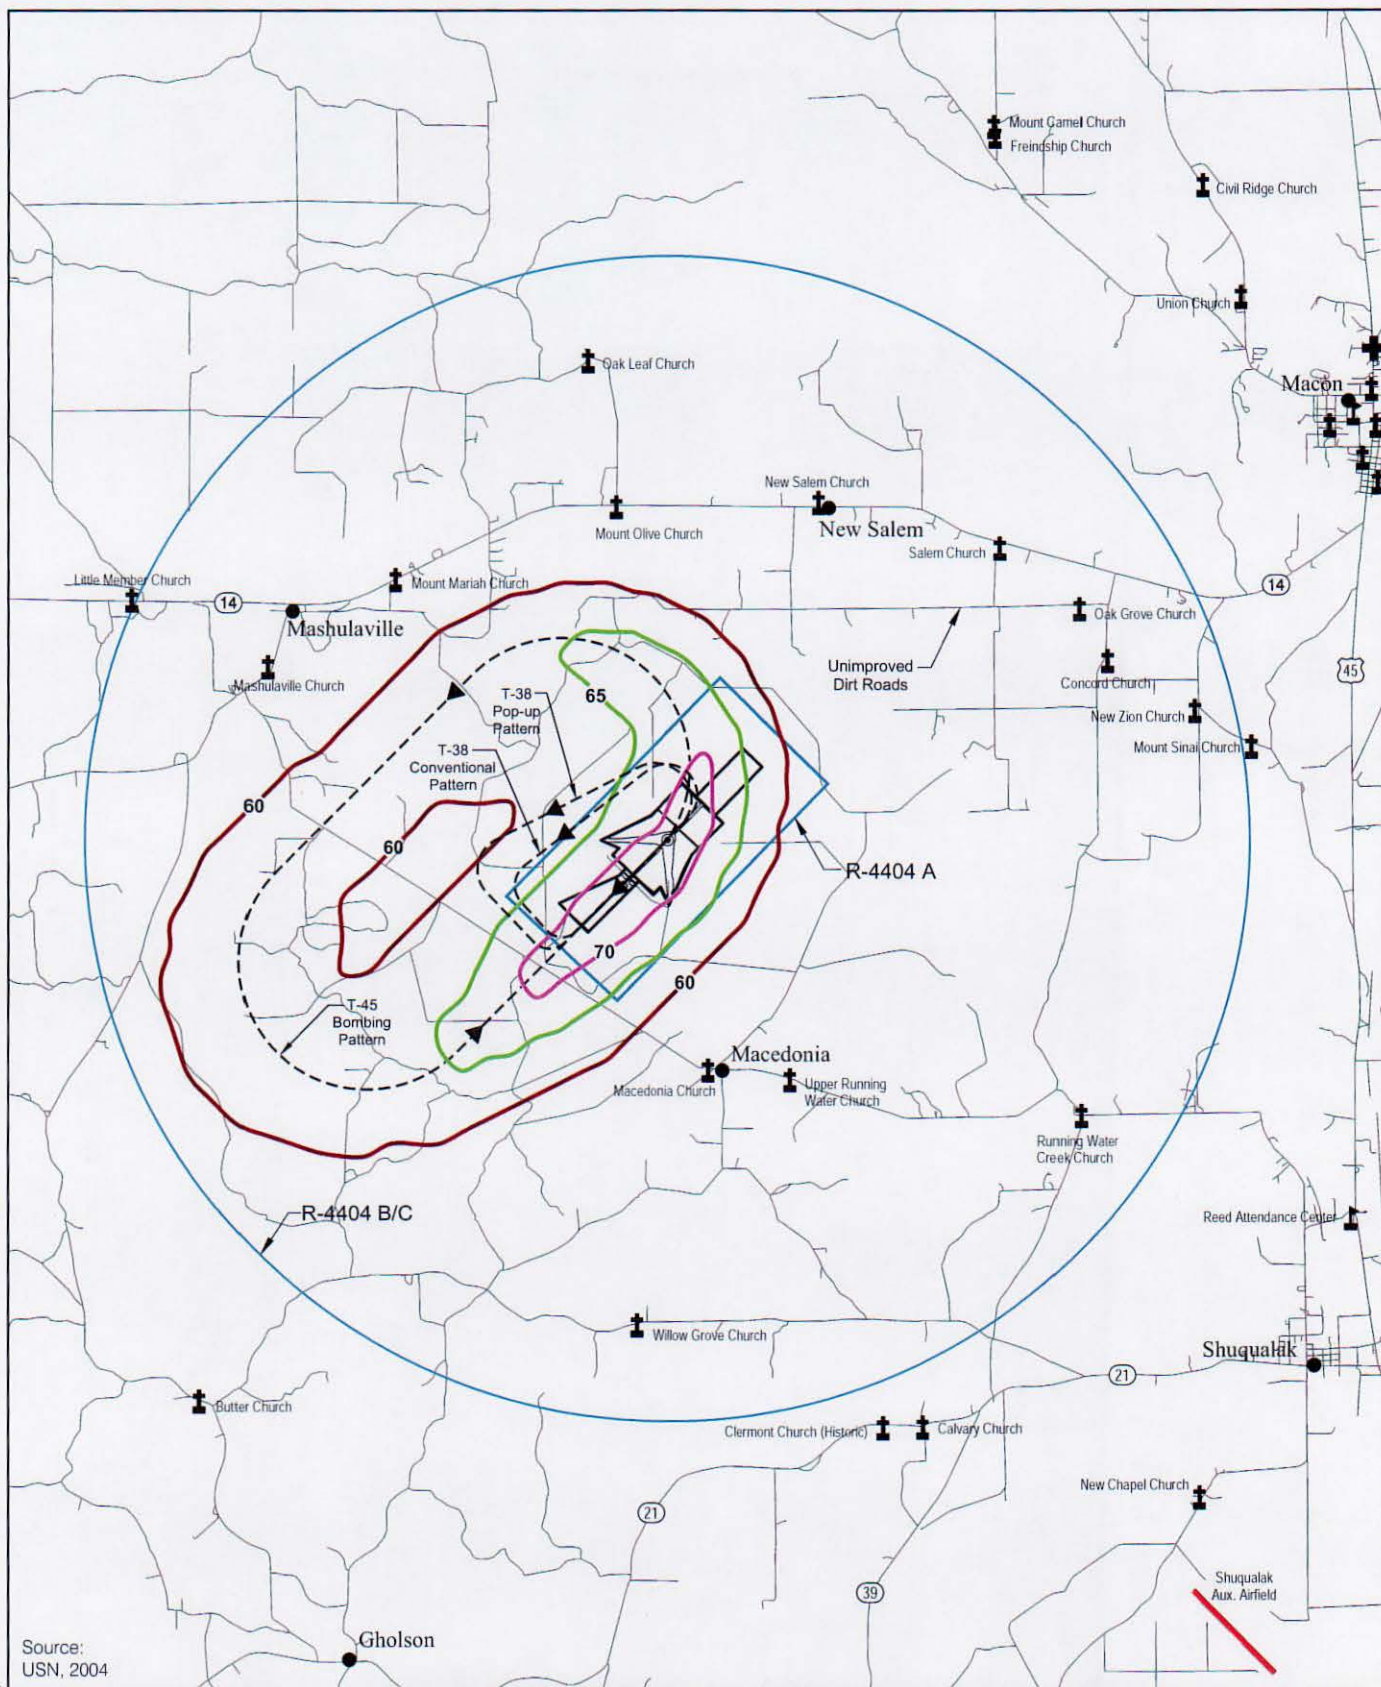 Mount Camel Church
Freindship Church
Civil Ridge Church
Union Church
Oak Leaf Church
Macon
New Salem Church
Mount Olive Church
New Salem
Salem Church
Little Member Church
14
Mount Mariah Church
14
Mashulaville
Oak Grove Church
Unimproved
Dirt Roads
45
Mashulaville Church
Concord Church
65
T-38
Pop-up
Pattern
New Zion Church
Mount Sinai Church
T-38
Conventional
Pattern
60
60
R-4404 A
70
60
T-45
Bombing
Pattern
Macedonia
Macedonia Church
Upper Running
Water Church
Running Water
Creek Church
R-4404 B/C
Reed Attendance Center
Willow Grove Church
Shuqualak
21
Butter Church
Clermont Church (Historic)
Calvary Church
New Chapel Church
21
Shuqualak
Aux. Airfield
39
Gholson
Source:
USN, 2004